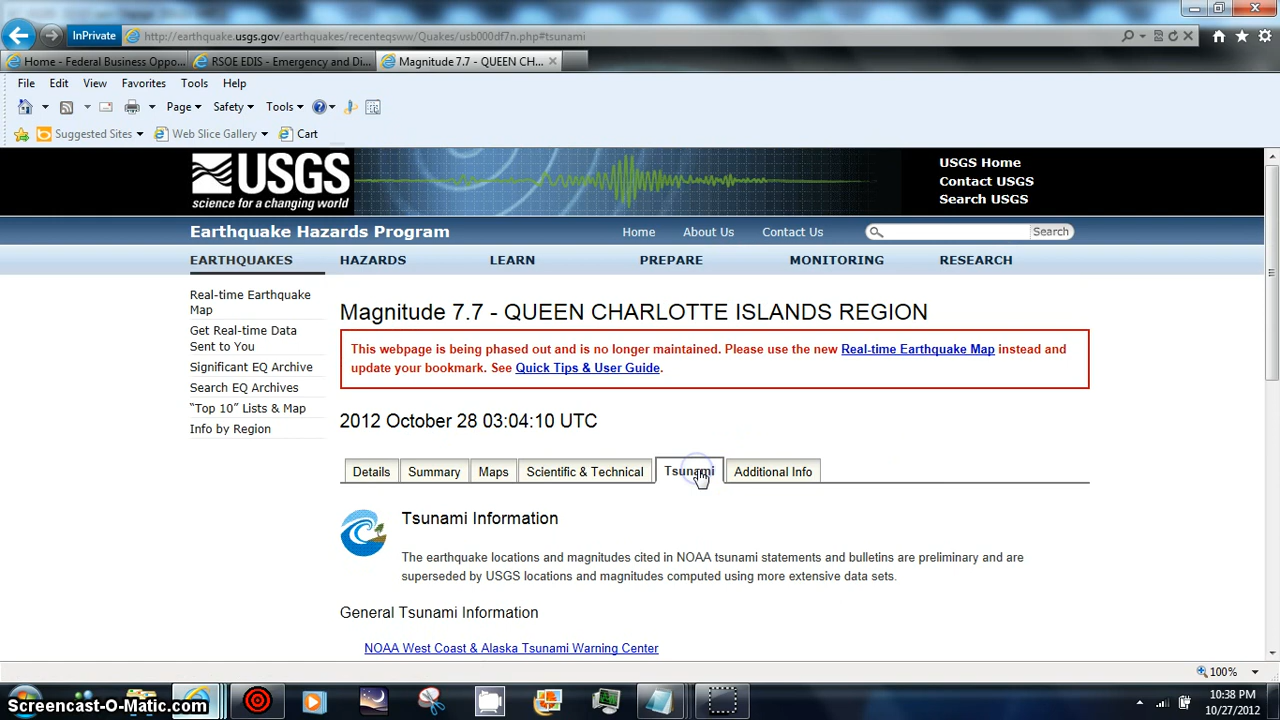 InPrivate
http://earthquake.usgs.gov/earthquakes/recenteqsww/Quakes/usb000df7n.php#tsunami
Home - Federal Business Oppo...
RSOE EDIS - Emergency and Di...
Magnitude 7.7 - QUEEN CH...
File Edit View Favorites Tools Help
Page Safety Tools
Suggested Sites Web Slice Gallery Cart
USGS
science for a changing world
USGS Home
Contact USGS
Search USGS
Earthquake Hazards Program
Home About Us Contact Us Search
EARTHQUAKES HAZARDS LEARN PREPARE MONITORING RESEARCH
Real-time Earthquake
Map
Get Real-time Data
Sent to You
Significant EQ Archive
Search EQ Archives
“Top 10” Lists & Map
Info by Region
Magnitude 7.7 - QUEEN CHARLOTTE ISLANDS REGION
This webpage is being phased out and is no longer maintained. Please use the new Real-time Earthquake Map instead and
update your bookmark. See Quick Tips & User Guide.
2012 October 28 03:04:10 UTC
Details Summary Maps Scientific & Technical Tsunami Additional Info
Tsunami Information
The earthquake locations and magnitudes cited in NOAA tsunami statements and bulletins are preliminary and are
superseded by USGS locations and magnitudes computed using more extensive data sets.
General Tsunami Information
NOAA West Coast & Alaska Tsunami Warning Center
100%
Screencast-O-Matic.com
10:38 PM
10/27/2012